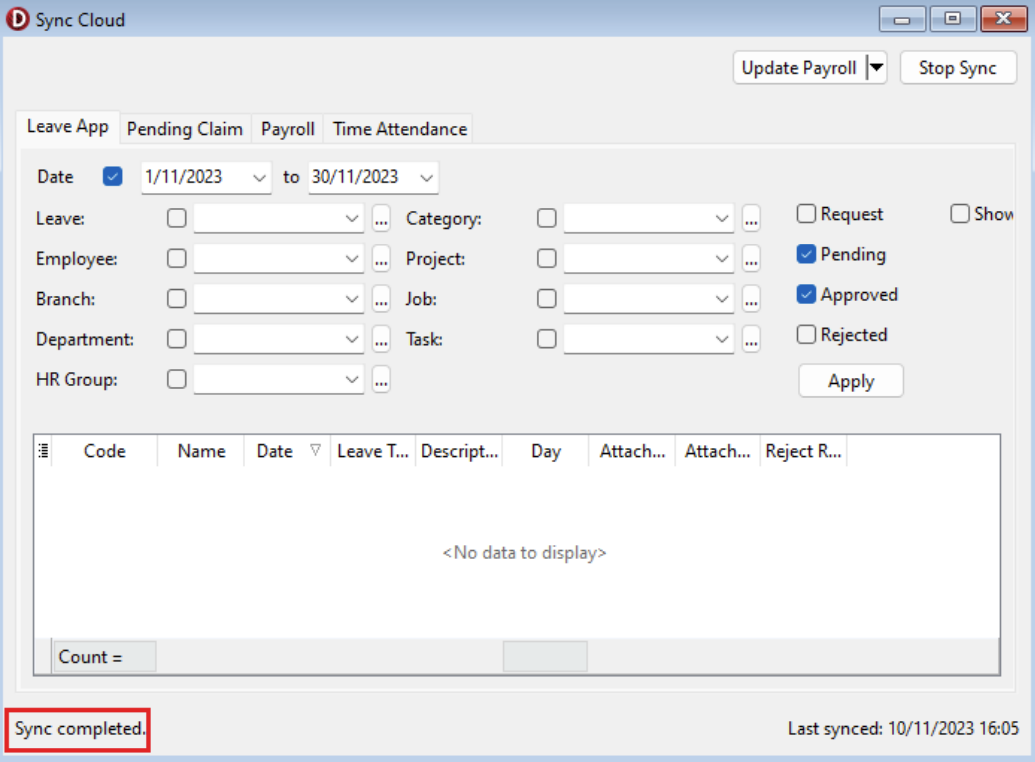 D Sync Cloud
Update Payroll Stop Sync
Leave App Pending Claim Payroll Time Attendance
Date 1/11/2023 to 30/11/2023
Leave: ... Category: ... Request Show
Employee: ... Project: ... Pending
Branch: ... Job: ... Approved
Department: ... Task: ... Rejected
HR Group: ... Apply
Code Name Date Leave T... Descript... Day Attach... Attach... Reject R...
<No data to display>
Count =
Sync completed. Last synced: 10/11/2023 16:05